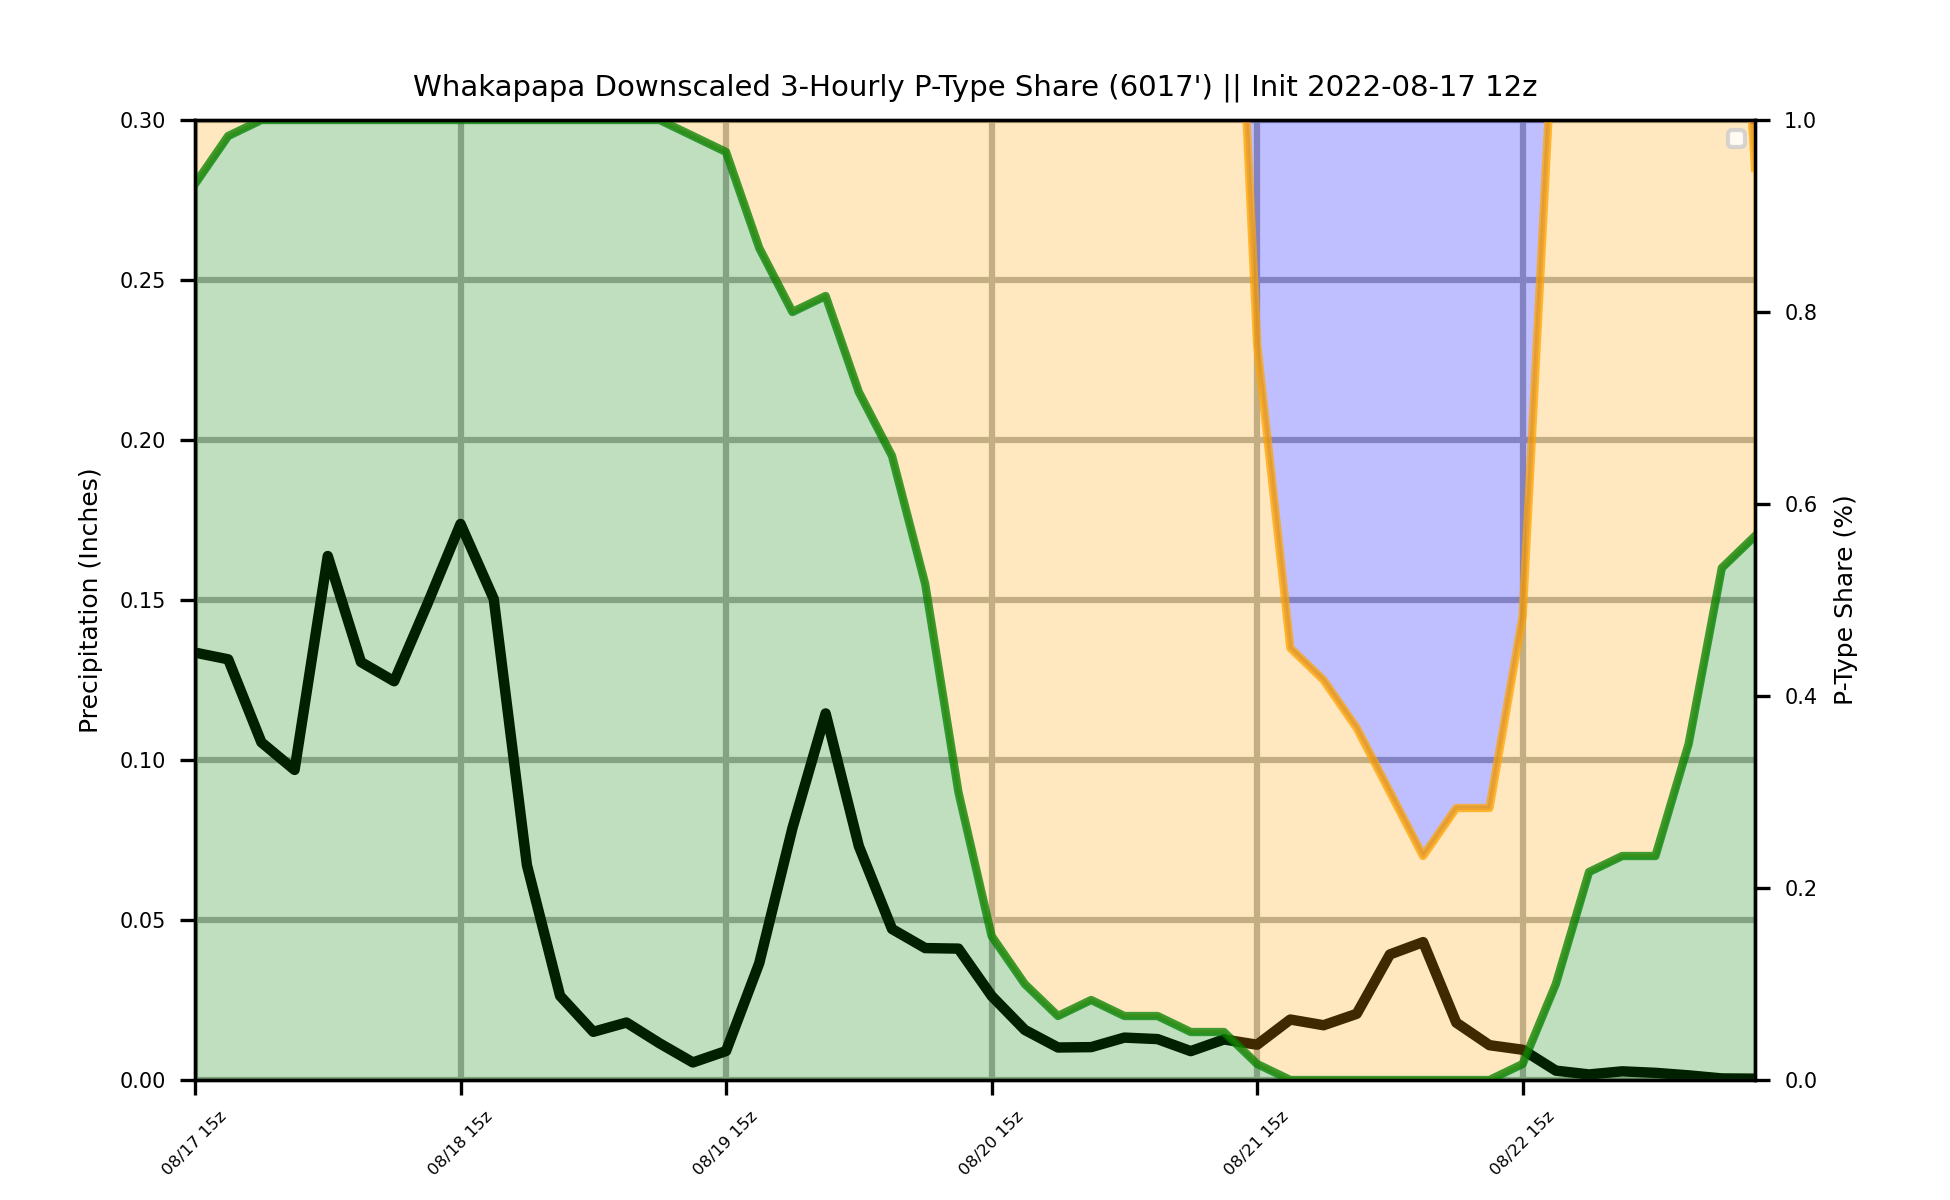 Whakapapa Downscaled 3-Hourly P-Type Share (6017') || Init 2022-08-17 12z
Precipitation (Inches)
0.30
0.25
0.20
0.15
0.10
0.05
0.00
1.0
0.8
0.6
0.4
0.2
0.0
P-Type Share (%)
08/17 15z
08/18 15z
08/19 15z
08/20 15z
08/21 15z
08/22 15z